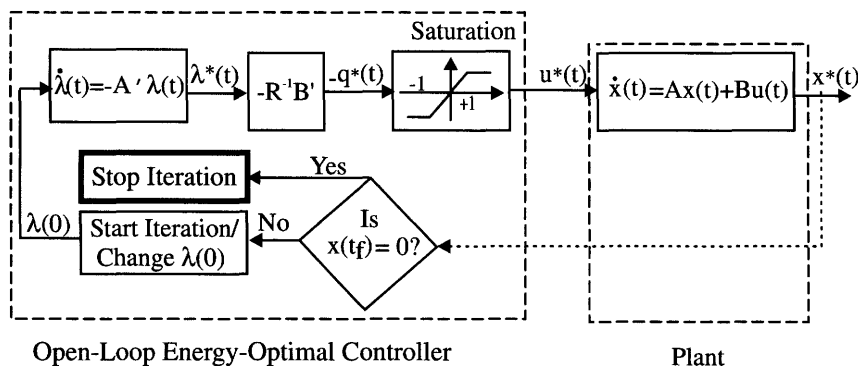 Saturation
λ̇(t)=-A′ λ(t)
λ*(t)
-R⁻¹B'
-q*(t)
-1
+1
u*(t)
ẋ(t)=Ax(t)+Bu(t)
x*(t)
Stop Iteration
Yes
λ(0)
Start Iteration/
Change λ(0)
No
Is
x(tf)= 0?
Open-Loop Energy-Optimal Controller
Plant